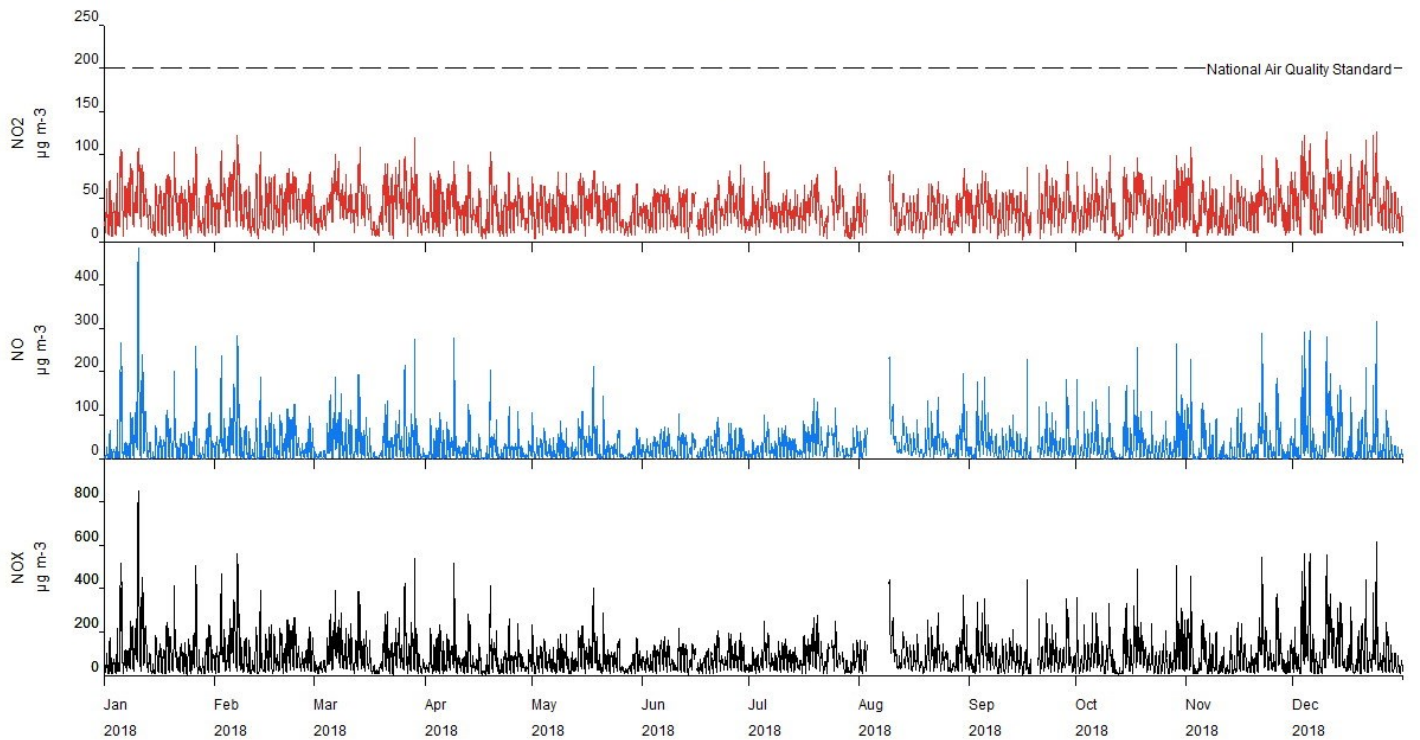 250
200
National Air Quality Standard
150
100
50
0
NO2
µg m-3
400
300
200
100
0
NO
µg m-3
800
600
400
200
0
NOX
µg m-3
Jan Feb Mar Apr May Jun Jul Aug Sep Oct Nov Dec
2018 2018 2018 2018 2018 2018 2018 2018 2018 2018 2018 2018